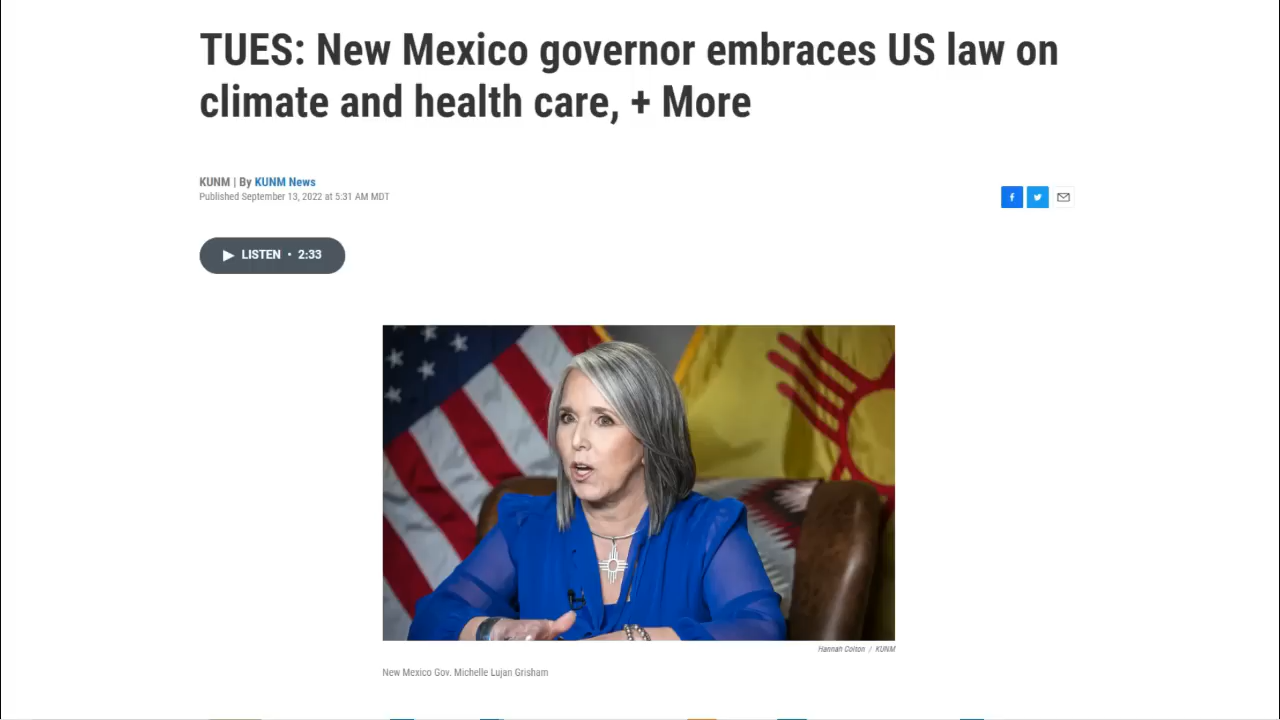 TUES: New Mexico governor embraces US law on
climate and health care, + More
KUNM | By KUNM News
Published September 13, 2022 at 5:31 AM MDT
LISTEN • 2:33
Hannah Colton / KUNM
New Mexico Gov. Michelle Lujan Grisham